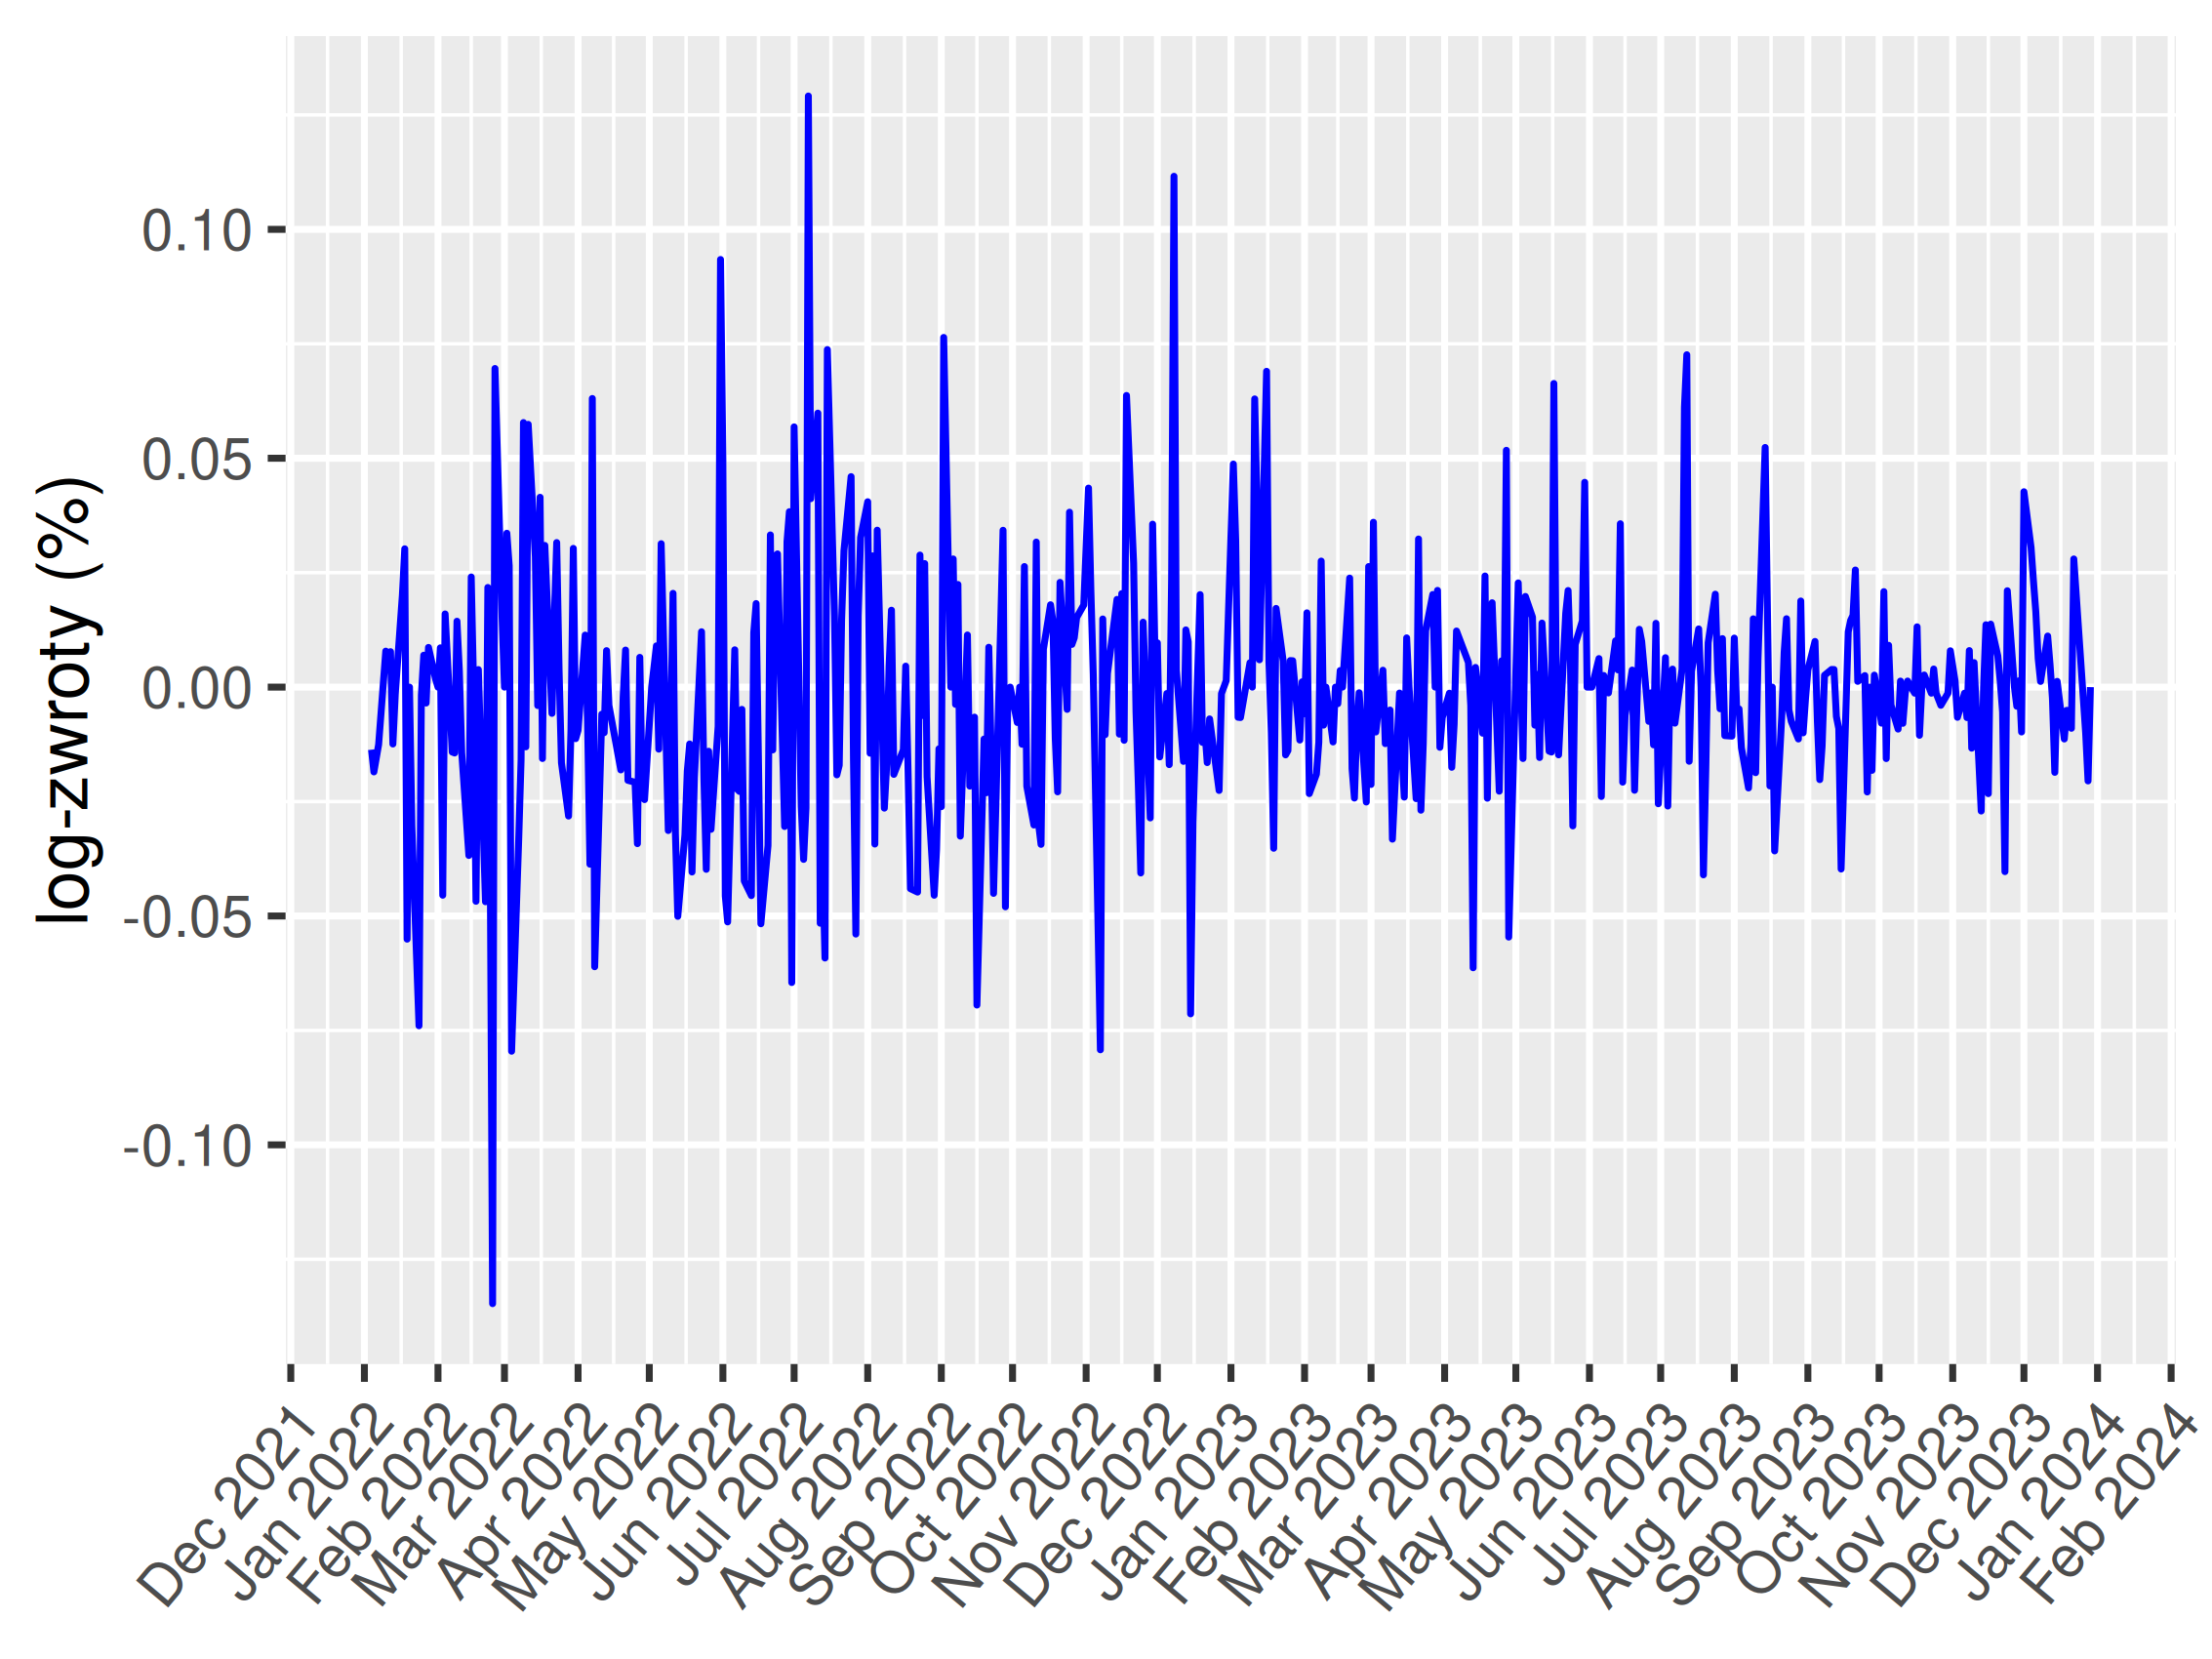 log-zwroty (%)
0.10
0.05
0.00
-0.05
-0.10
Dec 2021
Jan 2022
Feb 2022
Mar 2022
Apr 2022
May 2022
Jun 2022
Jul 2022
Aug 2022
Sep 2022
Oct 2022
Nov 2022
Dec 2022
Jan 2023
Feb 2023
Mar 2023
Apr 2023
May 2023
Jun 2023
Jul 2023
Aug 2023
Sep 2023
Oct 2023
Nov 2023
Dec 2023
Jan 2024
Feb 2024